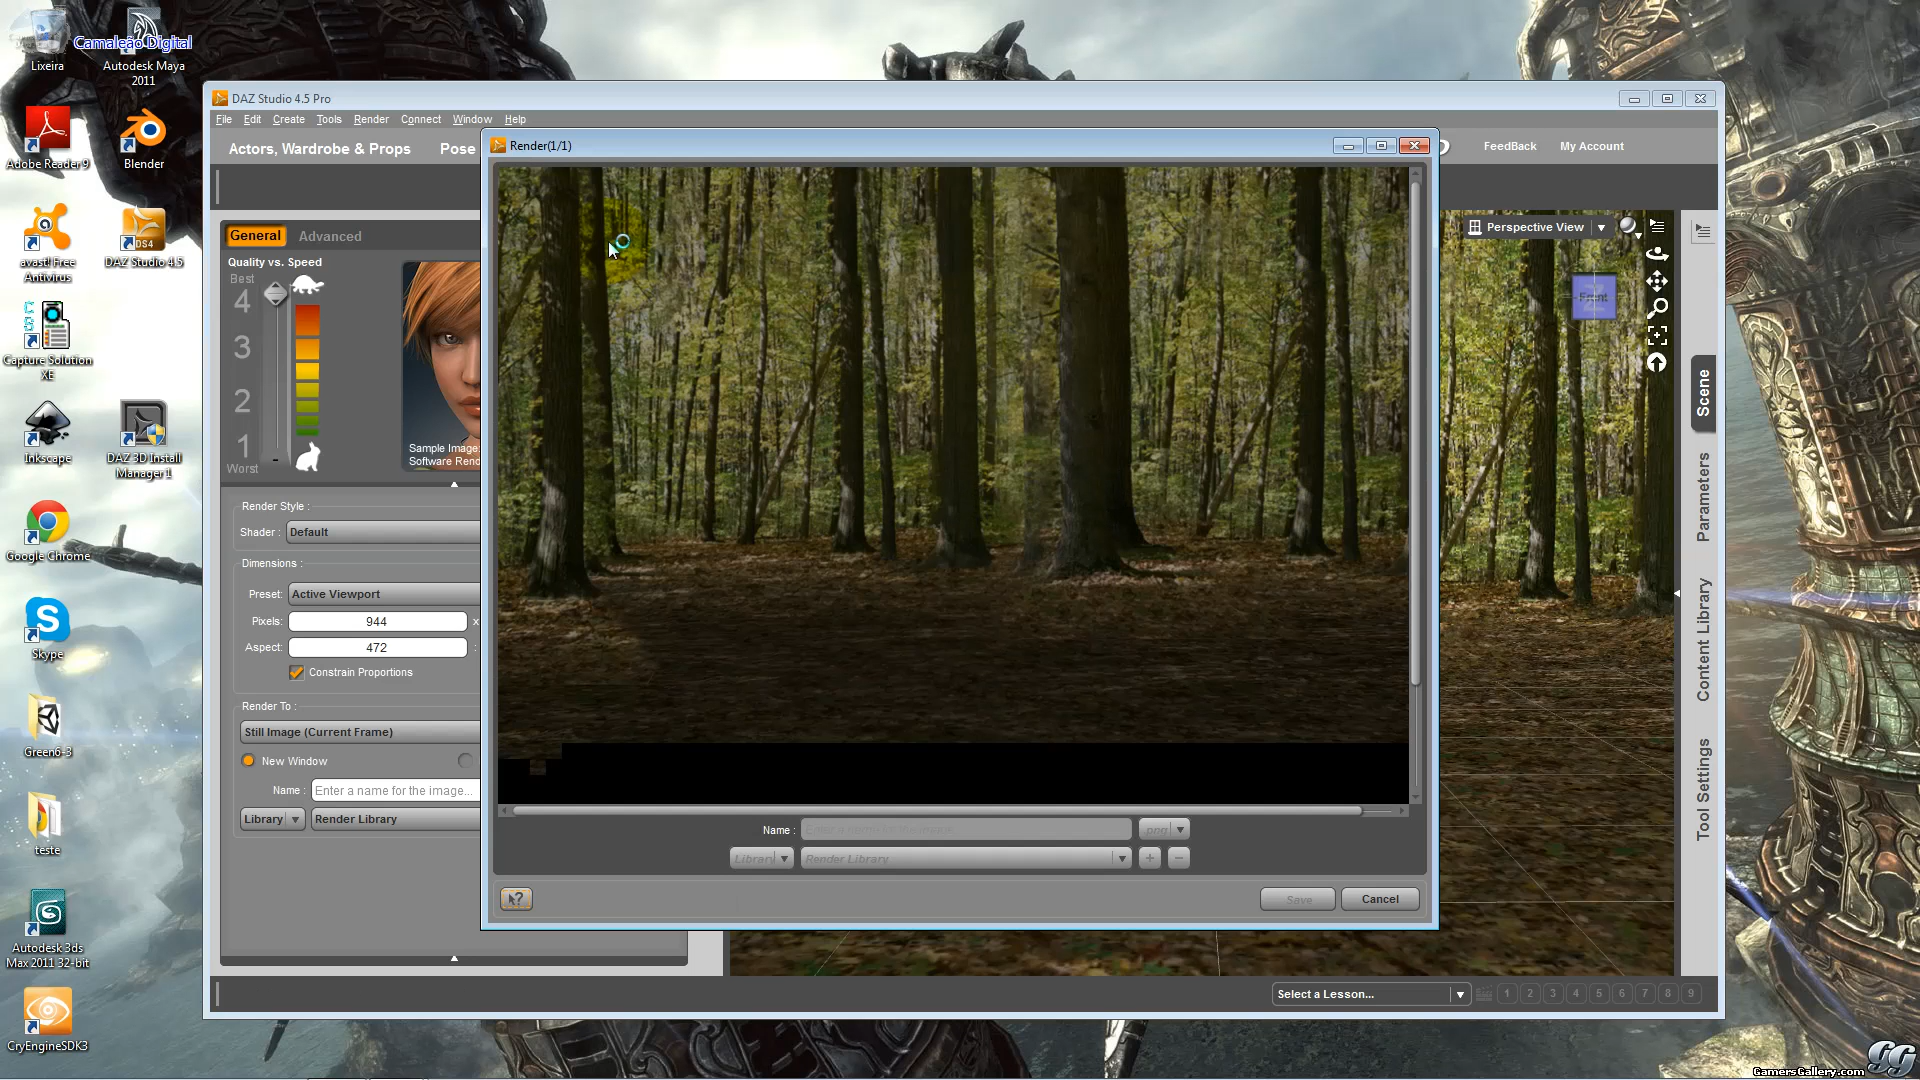 Camaleão Digital
Lixeira
Autodesk Maya
2011
Adobe Reader 9
Blender
avast! Free
Antivirus
DS4
DAZ Studio 4.5
Capture Solution
XE
Inkscape
DAZ 3D Install
Manager 1
Google Chrome
Skype
Green6-3
teste
Autodesk 3ds
Max 2011 32-bit
CryEngineSDK3
DAZ Studio 4.5 Pro
File Edit Create Tools Render Connect Window Help
Actors, Wardrobe & Props
Pose
FeedBack
My Account
General
Advanced
Quality vs. Speed
Best
4
3
2
1
Worst
Sample Image:
Software Rend
Render Style :
Shader : Default
Dimensions :
Preset: Active Viewport
Pixels: 944 x
Aspect: 472 :
Constrain Proportions
Render To :
Still Image (Current Frame)
New Window
Name : Enter a name for the image...
Library
Render Library
Render(1/1)
Name :
.png
Library
Render Library
+ −
?
Save
Cancel
Perspective View
Front
Scene
Parameters
Content Library
Tool Settings
Select a Lesson...
1 2 3 4 5 6 7 8 9
GG
GamersGallery.com